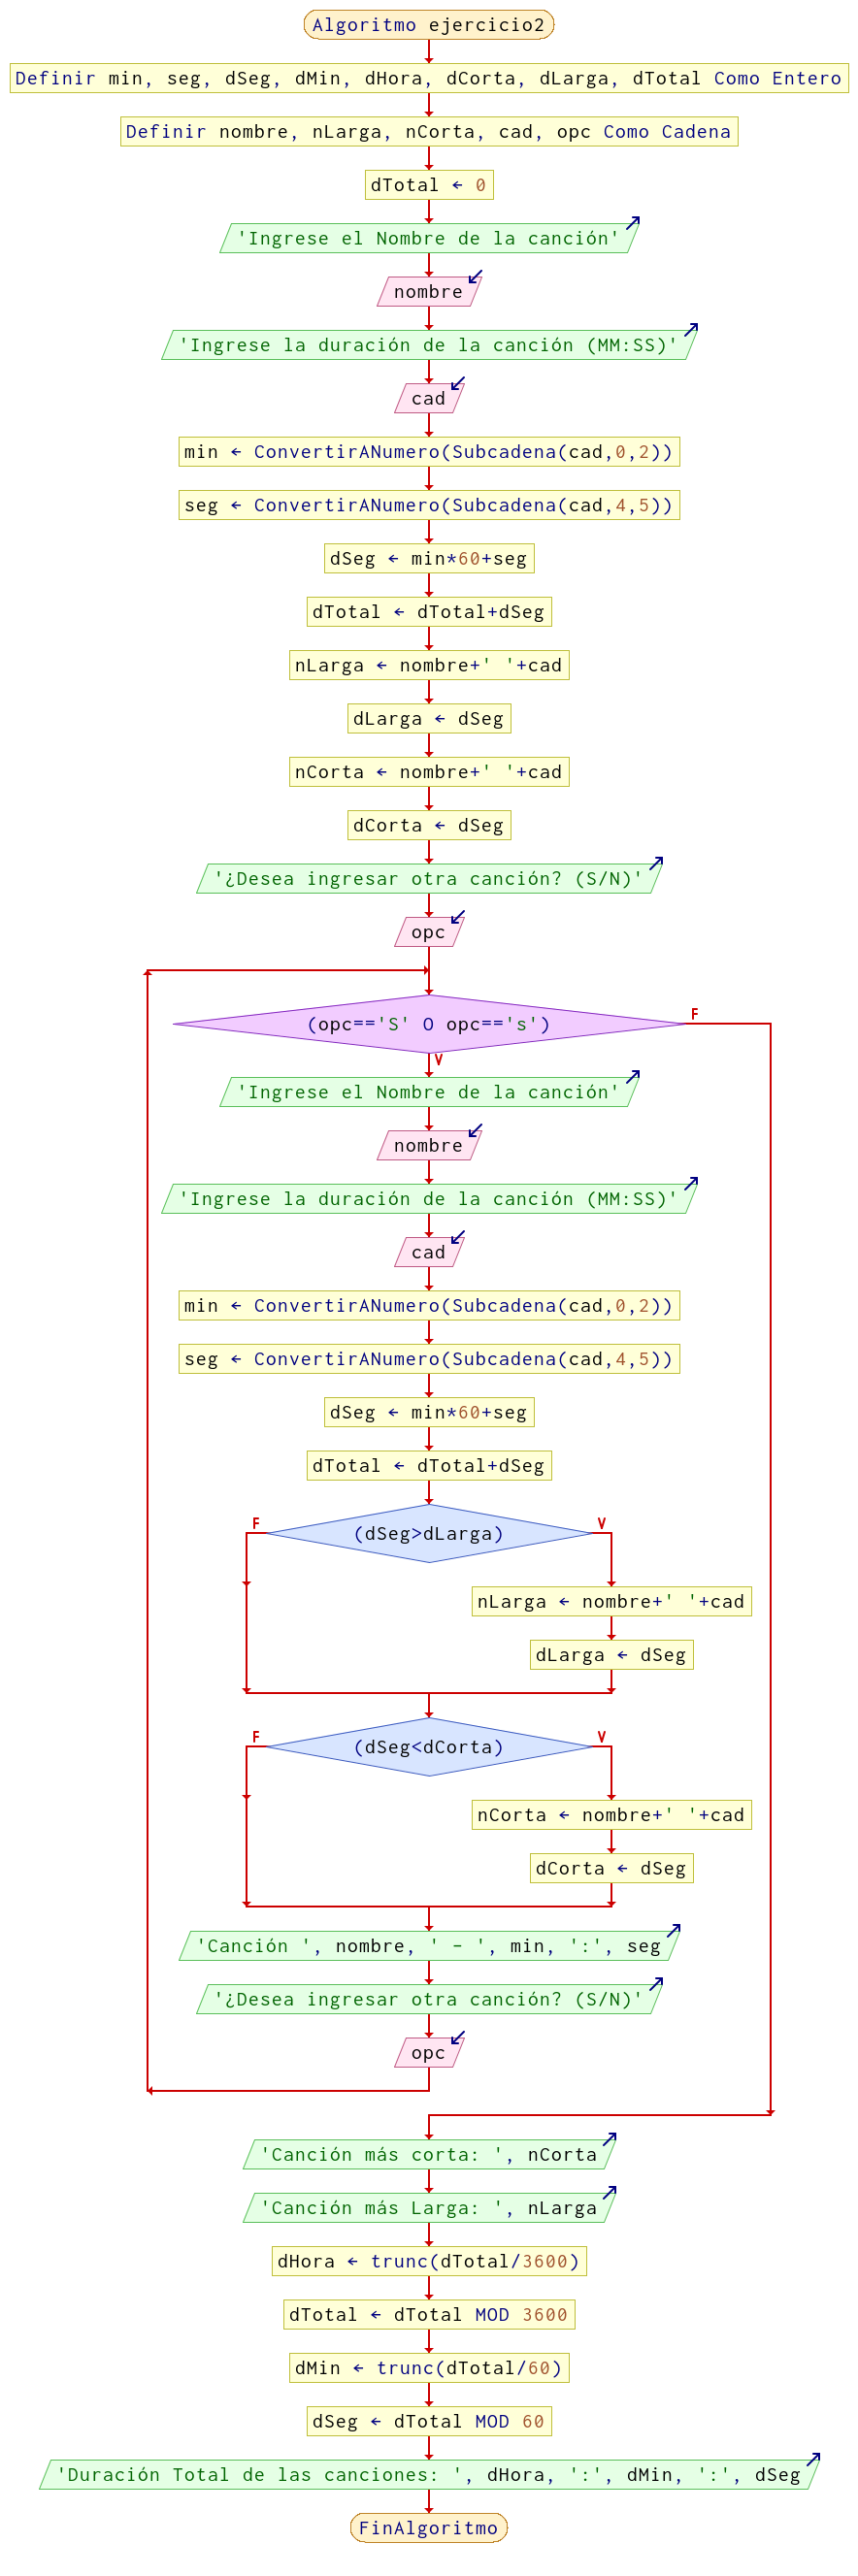 Algoritmo ejercicio2
Definir min, seg, dSeg, dMin, dHora, dCorta, dLarga, dTotal Como Entero
Definir nombre, nLarga, nCorta, cad, opc Como Cadena
dTotal ← 0
'Ingrese el Nombre de la canción'
nombre
'Ingrese la duración de la canción (MM:SS)'
cad
min ← ConvertirANumero(Subcadena(cad,0,2))
seg ← ConvertirANumero(Subcadena(cad,4,5))
dSeg ← min*60+seg
dTotal ← dTotal+dSeg
nLarga ← nombre+' '+cad
dLarga ← dSeg
nCorta ← nombre+' '+cad
dCorta ← dSeg
'¿Desea ingresar otra canción? (S/N)'
opc
(opc=='S' O opc=='s')
F
V
'Ingrese el Nombre de la canción'
nombre
'Ingrese la duración de la canción (MM:SS)'
cad
min ← ConvertirANumero(Subcadena(cad,0,2))
seg ← ConvertirANumero(Subcadena(cad,4,5))
dSeg ← min*60+seg
dTotal ← dTotal+dSeg
F
(dSeg>dLarga)
V
nLarga ← nombre+' '+cad
dLarga ← dSeg
F
(dSeg<dCorta)
V
nCorta ← nombre+' '+cad
dCorta ← dSeg
'Canción ', nombre, ' - ', min, ':', seg
'¿Desea ingresar otra canción? (S/N)'
opc
'Canción más corta: ', nCorta
'Canción más Larga: ', nLarga
dHora ← trunc(dTotal/3600)
dTotal ← dTotal MOD 3600
dMin ← trunc(dTotal/60)
dSeg ← dTotal MOD 60
'Duración Total de las canciones: ', dHora, ':', dMin, ':', dSeg
FinAlgoritmo